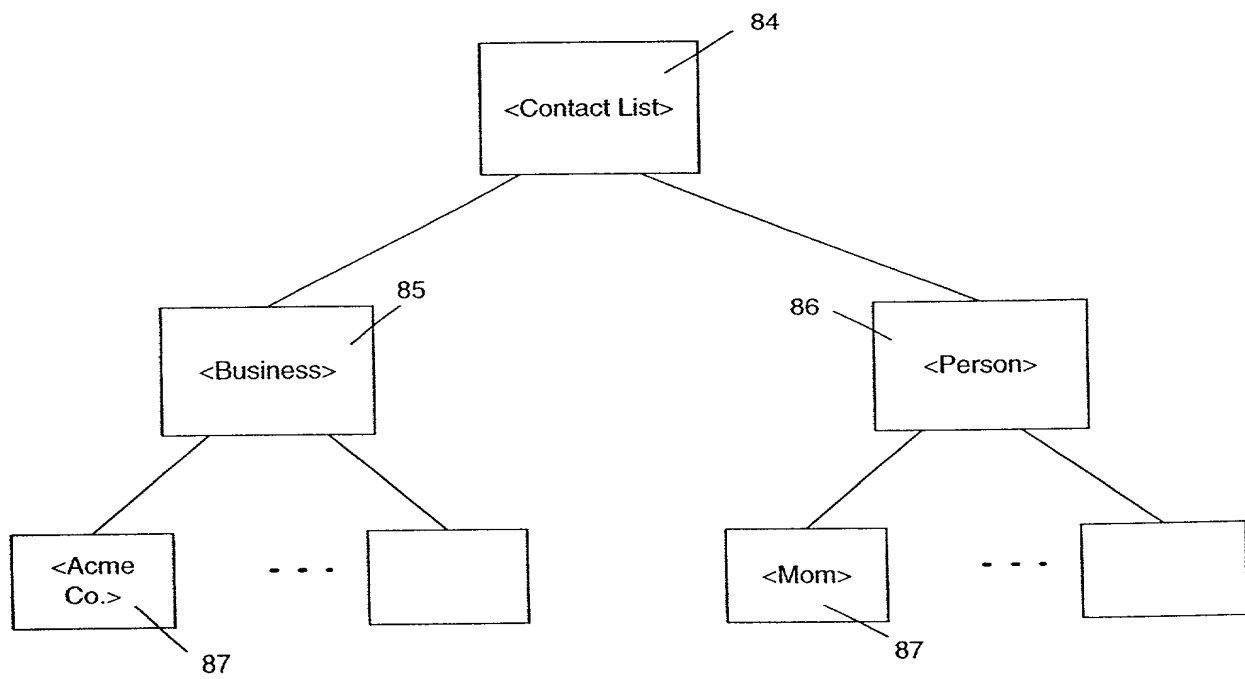 84
<Contact List>
85
<Business>
86
<Person>
<Acme
Co.>
. . .
<Mom>
. . .
87
87